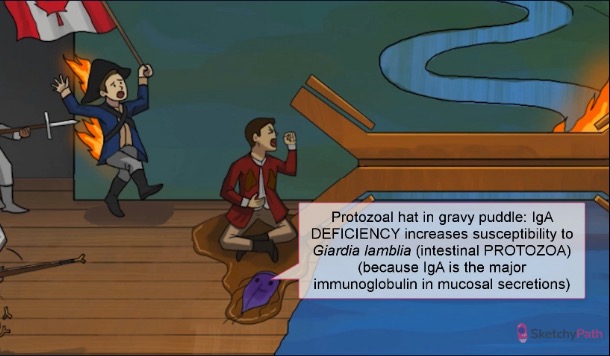 Protozoal hat in gravy puddle: IgA
DEFICIENCY increases susceptibility to
Giardia lamblia (intestinal PROTOZOA)
(because IgA is the major
immunoglobulin in mucosal secretions)
SketchyPath